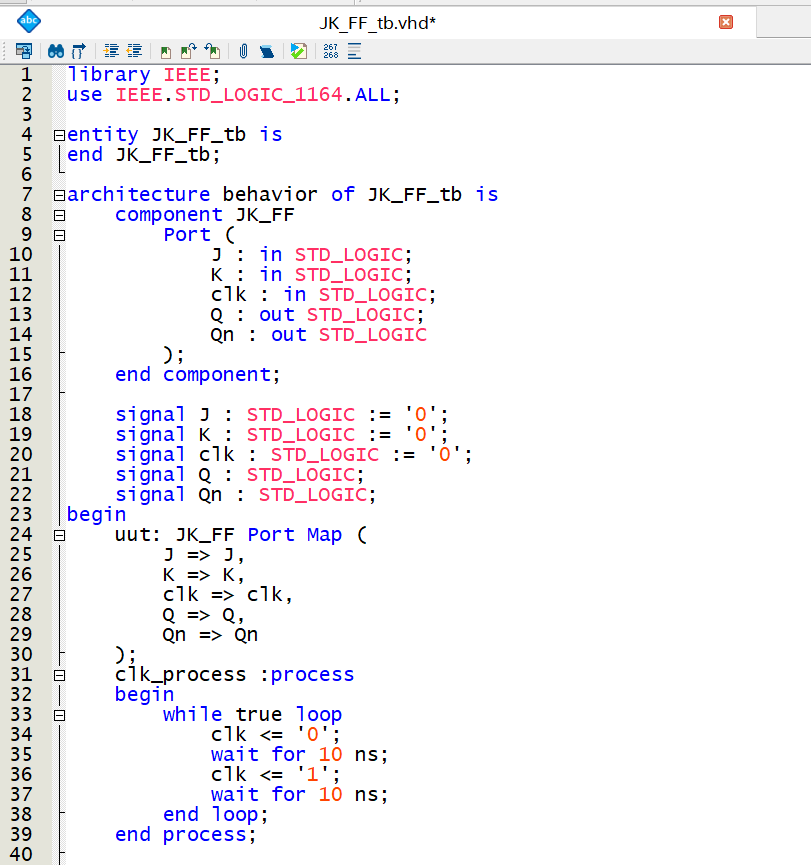 abc
JK_FF_tb.vhd*
267
268
1 library IEEE;
2 use IEEE.STD_LOGIC_1164.ALL;
3
4 entity JK_FF_tb is
5 end JK_FF_tb;
6
7 architecture behavior of JK_FF_tb is
8     component JK_FF
9         Port (
10             J : in STD_LOGIC;
11             K : in STD_LOGIC;
12             clk : in STD_LOGIC;
13             Q : out STD_LOGIC;
14             Qn : out STD_LOGIC
15         );
16     end component;
17
18     signal J : STD_LOGIC := '0';
19     signal K : STD_LOGIC := '0';
20     signal clk : STD_LOGIC := '0';
21     signal Q : STD_LOGIC;
22     signal Qn : STD_LOGIC;
23 begin
24     uut: JK_FF Port Map (
25         J => J,
26         K => K,
27         clk => clk,
28         Q => Q,
29         Qn => Qn
30     );
31     clk_process :process
32     begin
33         while true loop
34             clk <= '0';
35             wait for 10 ns;
36             clk <= '1';
37             wait for 10 ns;
38         end loop;
39     end process;
40